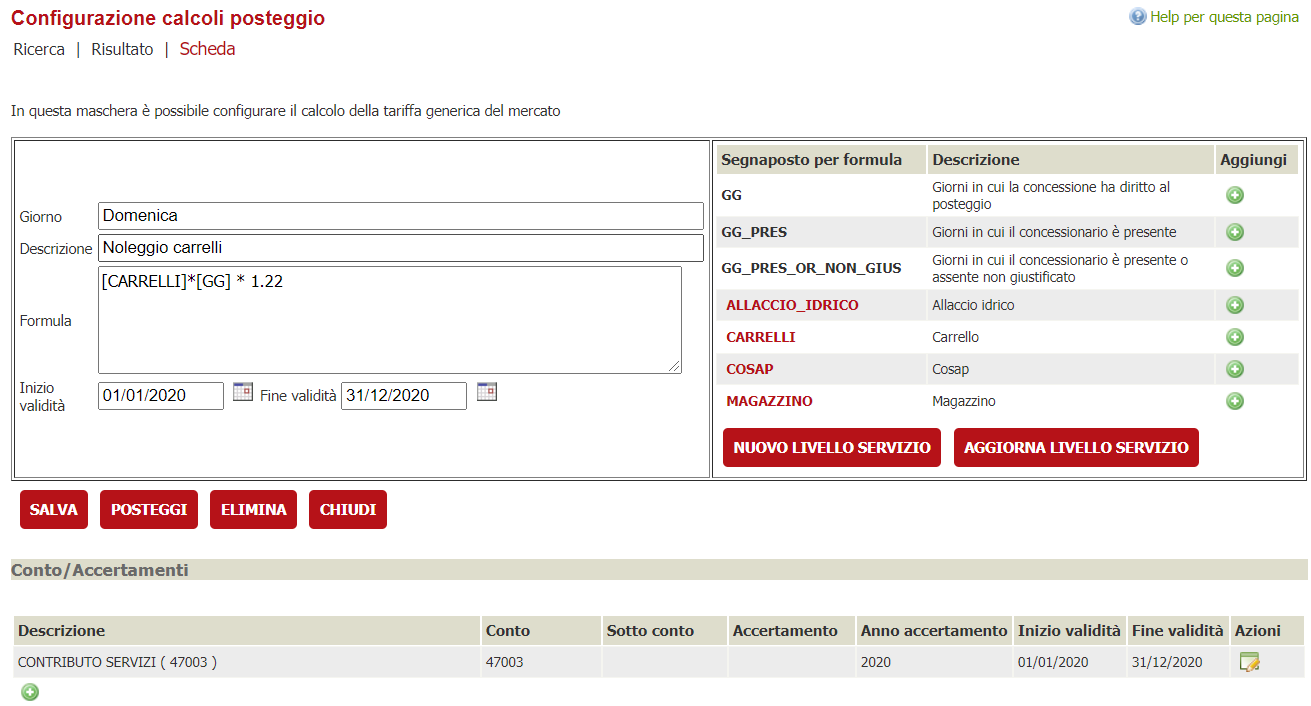 Configurazione calcoli posteggio
Help per questa pagina
Ricerca | Risultato | Scheda
In questa maschera è possibile configurare il calcolo della tariffa generica del mercato
Giorno Domenica
Descrizione Noleggio carrelli
Formula [CARRELLI]*[GG] * 1.22
Inizio validità 01/01/2020 Fine validità 31/12/2020
Segnaposto per formula Descrizione Aggiungi
GG Giorni in cui la concessione ha diritto al
posteggio
GG_PRES Giorni in cui il concessionario è presente
GG_PRES_OR_NON_GIUS Giorni in cui il concessionario è presente o
assente non giustificato
ALLACCIO_IDRICO Allaccio idrico
CARRELLI Carrello
COSAP Cosap
MAGAZZINO Magazzino
NUOVO LIVELLO SERVIZIO AGGIORNA LIVELLO SERVIZIO
SALVA POSTEGGI ELIMINA CHIUDI
Conto/Accertamenti
Descrizione Conto Sotto conto Accertamento Anno accertamento Inizio validità Fine validità Azioni
CONTRIBUTO SERVIZI ( 47003 ) 47003 2020 01/01/2020 31/12/2020